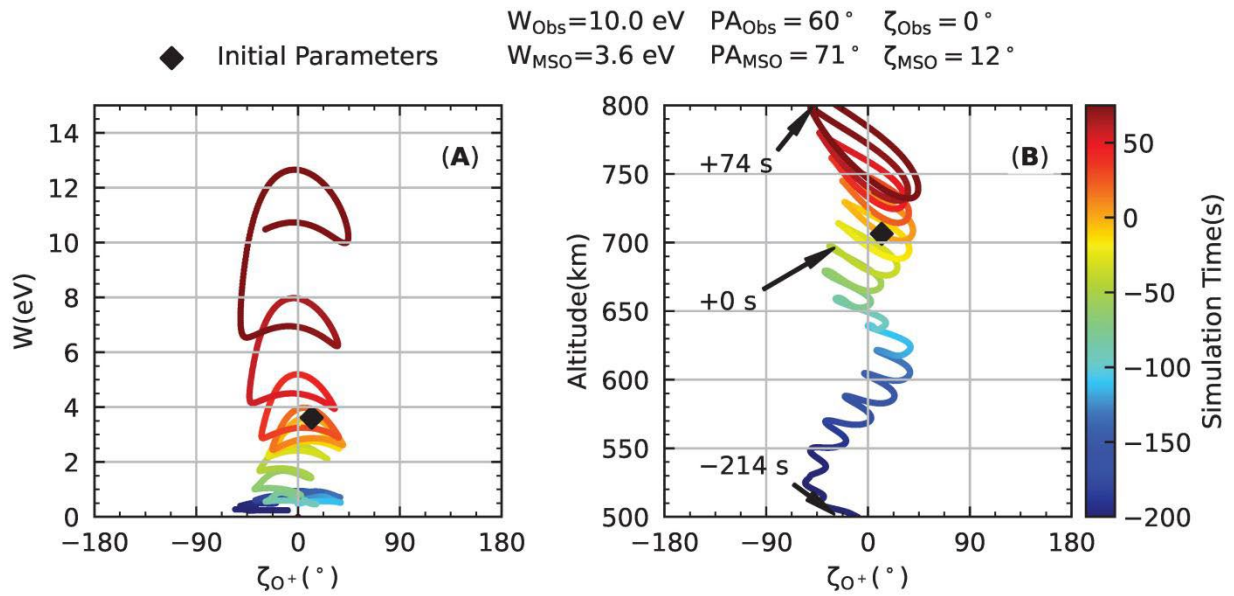 W_Obs=10.0 eV PA_Obs=60° ζ_Obs=0°
Initial Parameters W_MSO=3.6 eV PA_MSO=71° ζ_MSO=12°
(A)
W(eV)
14
12
10
8
6
4
2
0
−180 −90 0 90 180
ζ_O⁺(°)
(B)
Altitude(km)
800
750
700
650
600
550
500
+74 s
+0 s
−214 s
−180 −90 0 90 180
ζ_O⁺(°)
50
0
−50
−100
−150
−200
Simulation Time(s)